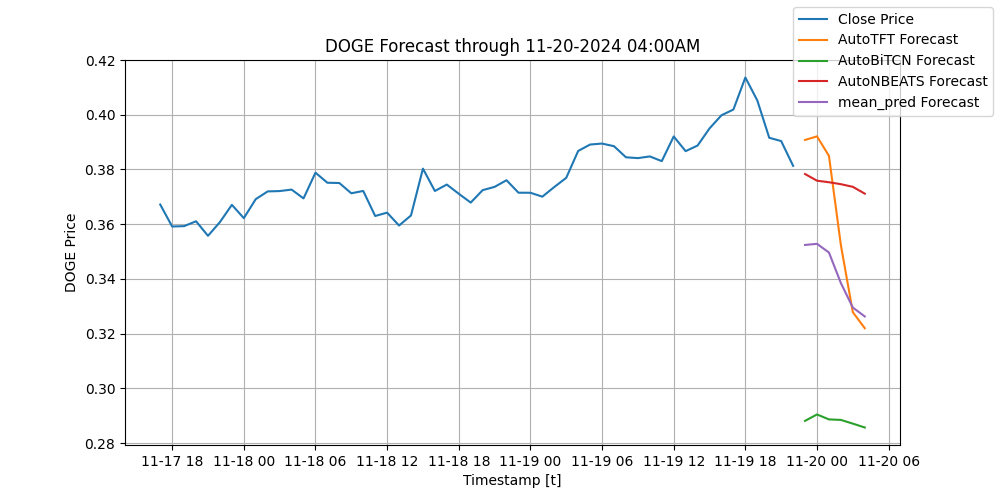 DOGE Forecast through 11-20-2024 04:00AM
Close Price
AutoTFT Forecast
AutoBiTCN Forecast
AutoNBEATS Forecast
mean_pred Forecast
DOGE Price
0.42
0.40
0.38
0.36
0.34
0.32
0.30
0.28
11-17 18 11-18 00 11-18 06 11-18 12 11-18 18 11-19 00 11-19 06 11-19 12 11-19 18 11-20 00 11-20 06
Timestamp [t]